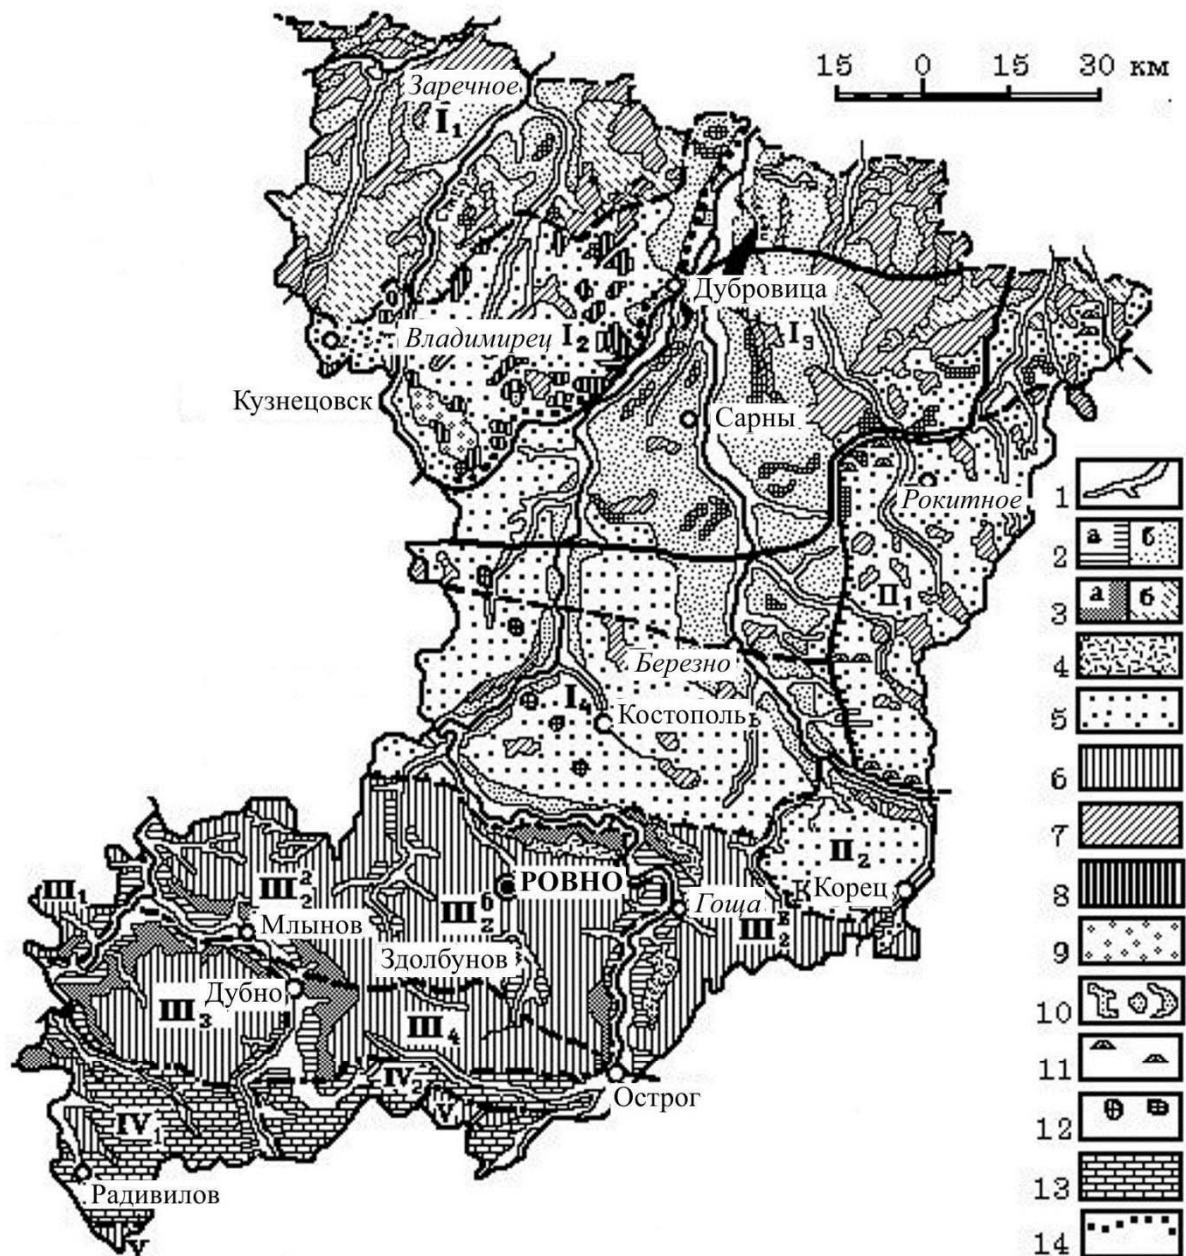 15 0 15 30 км
Заречное
I1
Дубровица
Владимирец
I2
I3
Кузнецовск
Сарны
Рокитное
II1
Березно
I4
Костополь
II2
РОВНО
Корец
III1
III2
IIIб2
Гоща
III2
Млынов
Здолбунов
Дубно
III3
III4
IV2
V
Острог
IV1
Радивилов
V
1
2 а б
3 а б
4
5
6
7
8
9
10
11
12
13
14